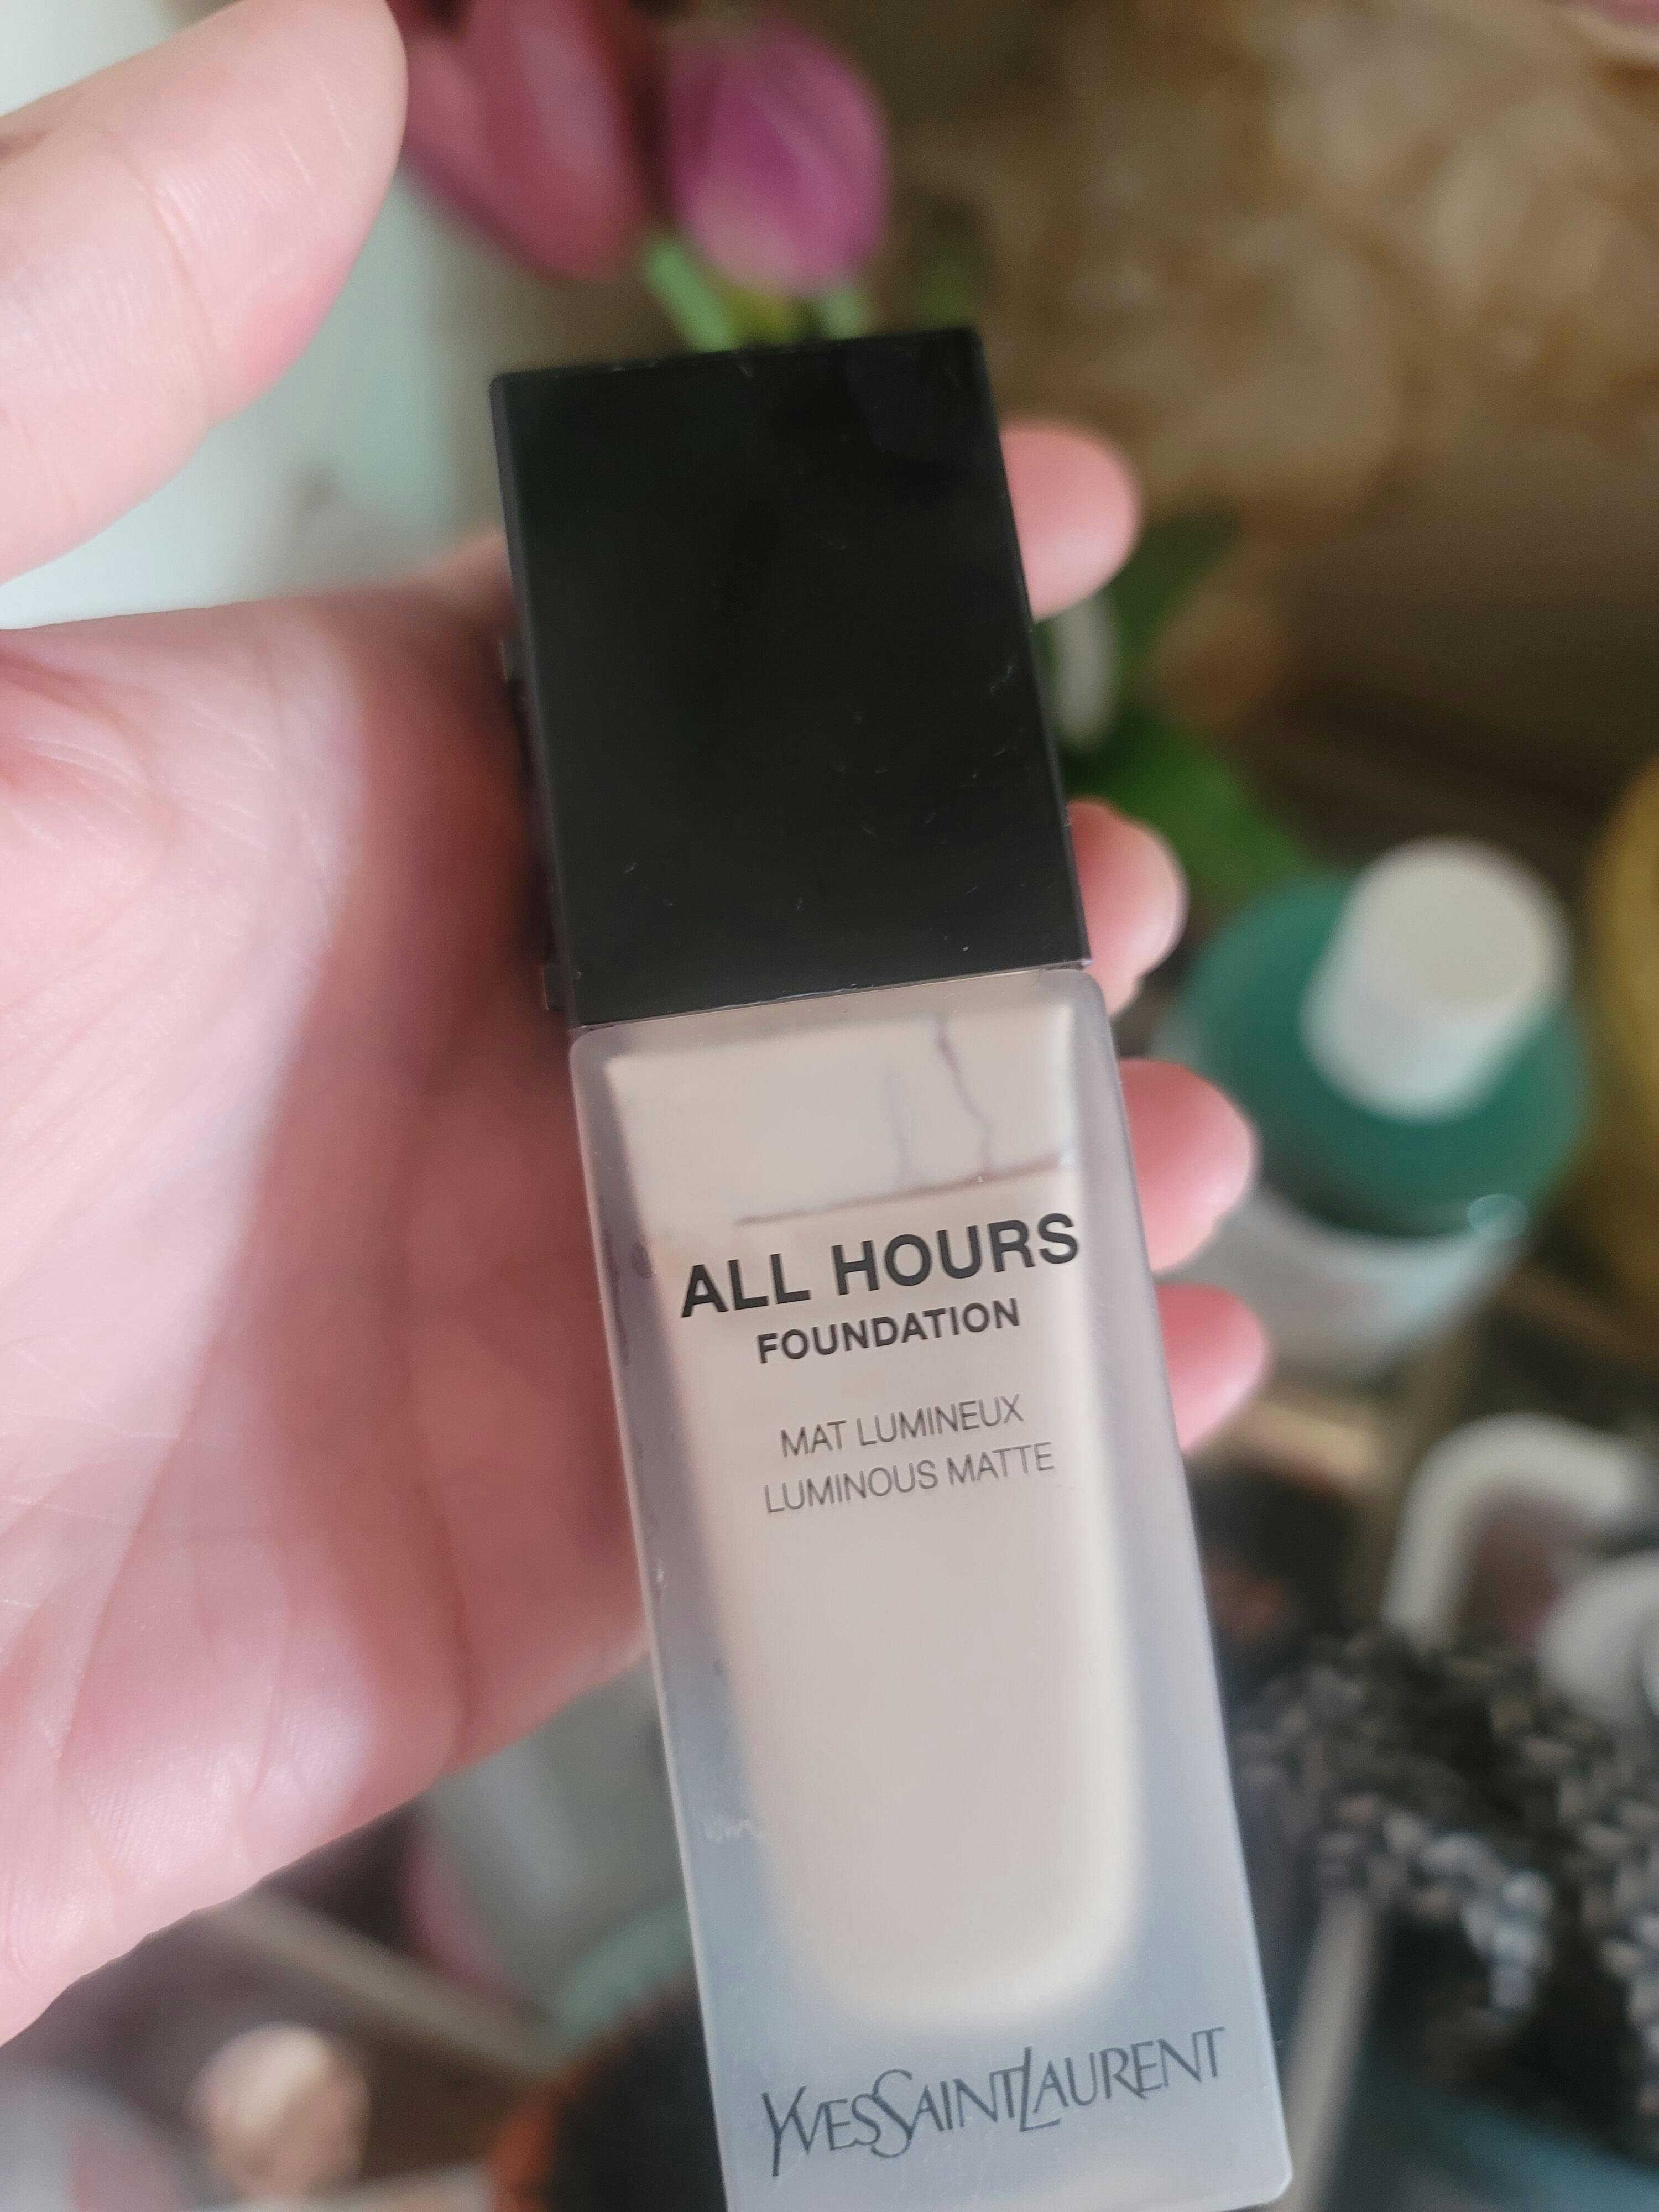 ALL HOURS
FOUNDATION
MAT LUMINEUX
LUMINOUS MATTE
YVESSAINTLAURENT